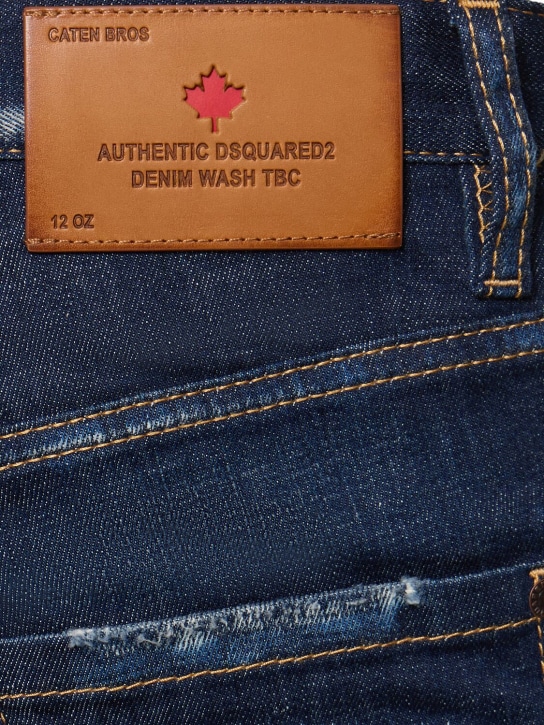 CATEN BROS
AUTHENTIC DSQUARED2
DENIM WASH TBC
12 OZ